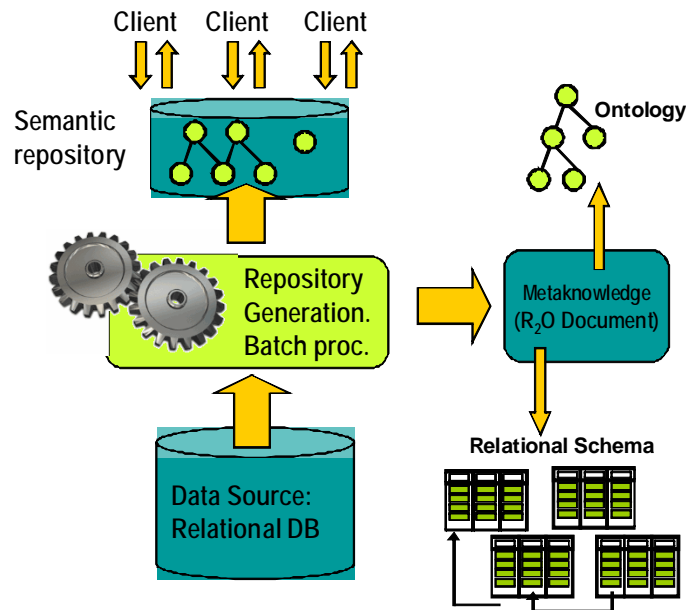 Client Client Client
Semantic
repository
Ontology
Repository
Generation.
Batch proc.
Metaknowledge
(R₂O Document)
Relational Schema
Data Source:
Relational DB